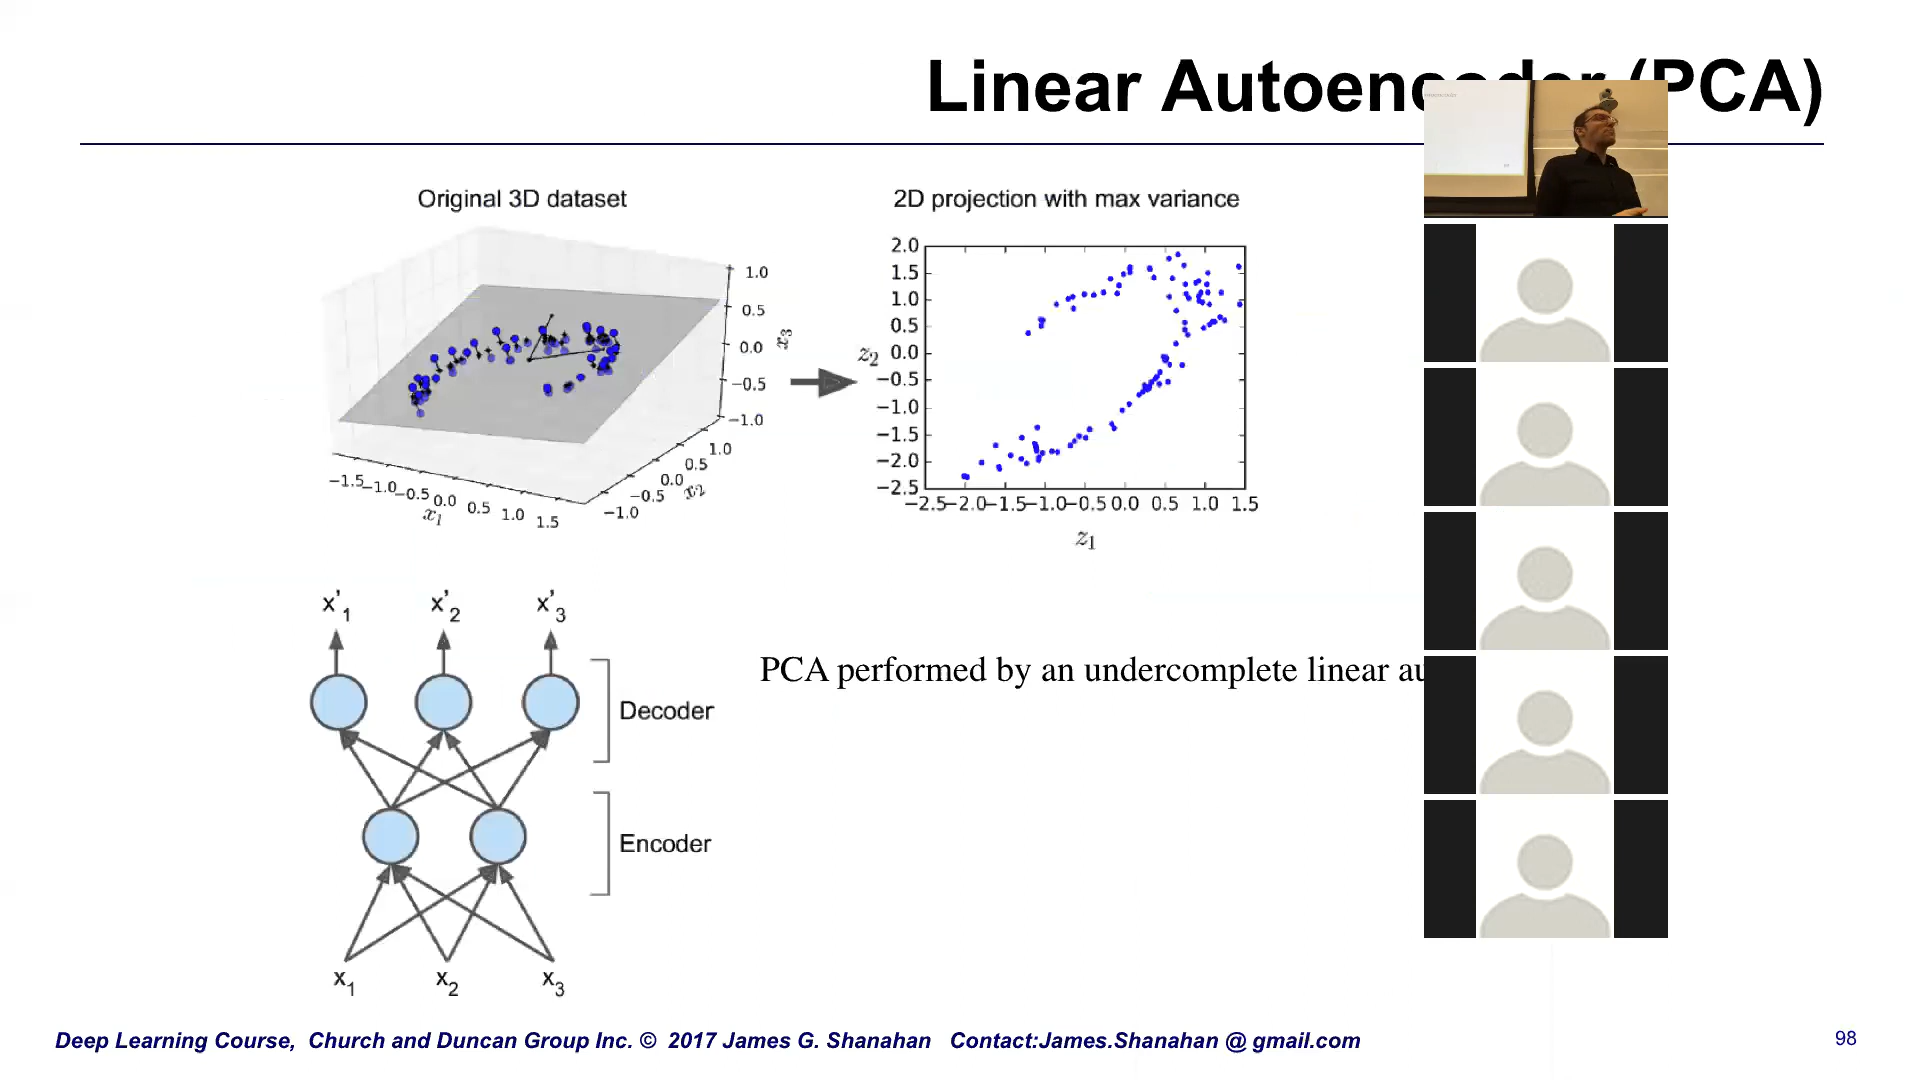 Linear Autoencoder (PCA)
Original 3D dataset
2D projection with max variance
1.0
0.5
0.0
−0.5
−1.0
x3
−1.5
−1.0
−0.5
0.0
0.5
1.0
1.5
x1
−1.0
−0.5
0.0
0.5
1.0
x2
2.0
1.5
1.0
0.5
0.0
−0.5
−1.0
−1.5
−2.0
−2.5
z2
−2.5 −2.0 −1.5 −1.0 −0.5 0.0 0.5 1.0 1.5
z1
x'1 x'2 x'3
Decoder
PCA performed by an undercomplete linear au
Encoder
x1 x2 x3
Deep Learning Course, Church and Duncan Group Inc. © 2017 James G. Shanahan Contact:James.Shanahan @ gmail.com
98